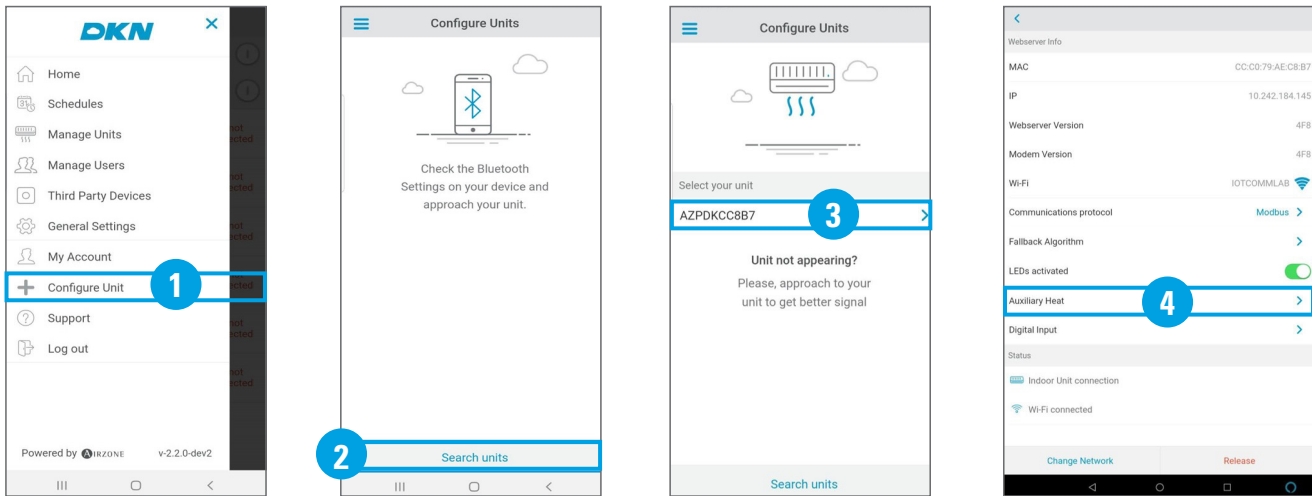 DKN
Home
Schedules
Manage Units
Manage Users
Third Party Devices
General Settings
My Account
Configure Unit
1
Support
Log out
Powered by AIRZONE v-2.2.0-dev2
Configure Units
Check the Bluetooth
Settings on your device and
approach your unit.
2
Search units
Configure Units
Select your unit
AZPDKCC8B7
3
Unit not appearing?
Please, approach to your
unit to get better signal
Search units
Webserver Info
MAC CC:C0:79:AE:C8:B7
IP 10.242.184.145
Webserver Version 4F8
Modem Version 4F8
Wi-Fi IOTCOMMLAB
Communications protocol Modbus
Fallback Algorithm
LEDs activated
Auxiliary Heat
4
Digital Input
Status
Indoor Unit connection
Wi-Fi connected
Change Network Release